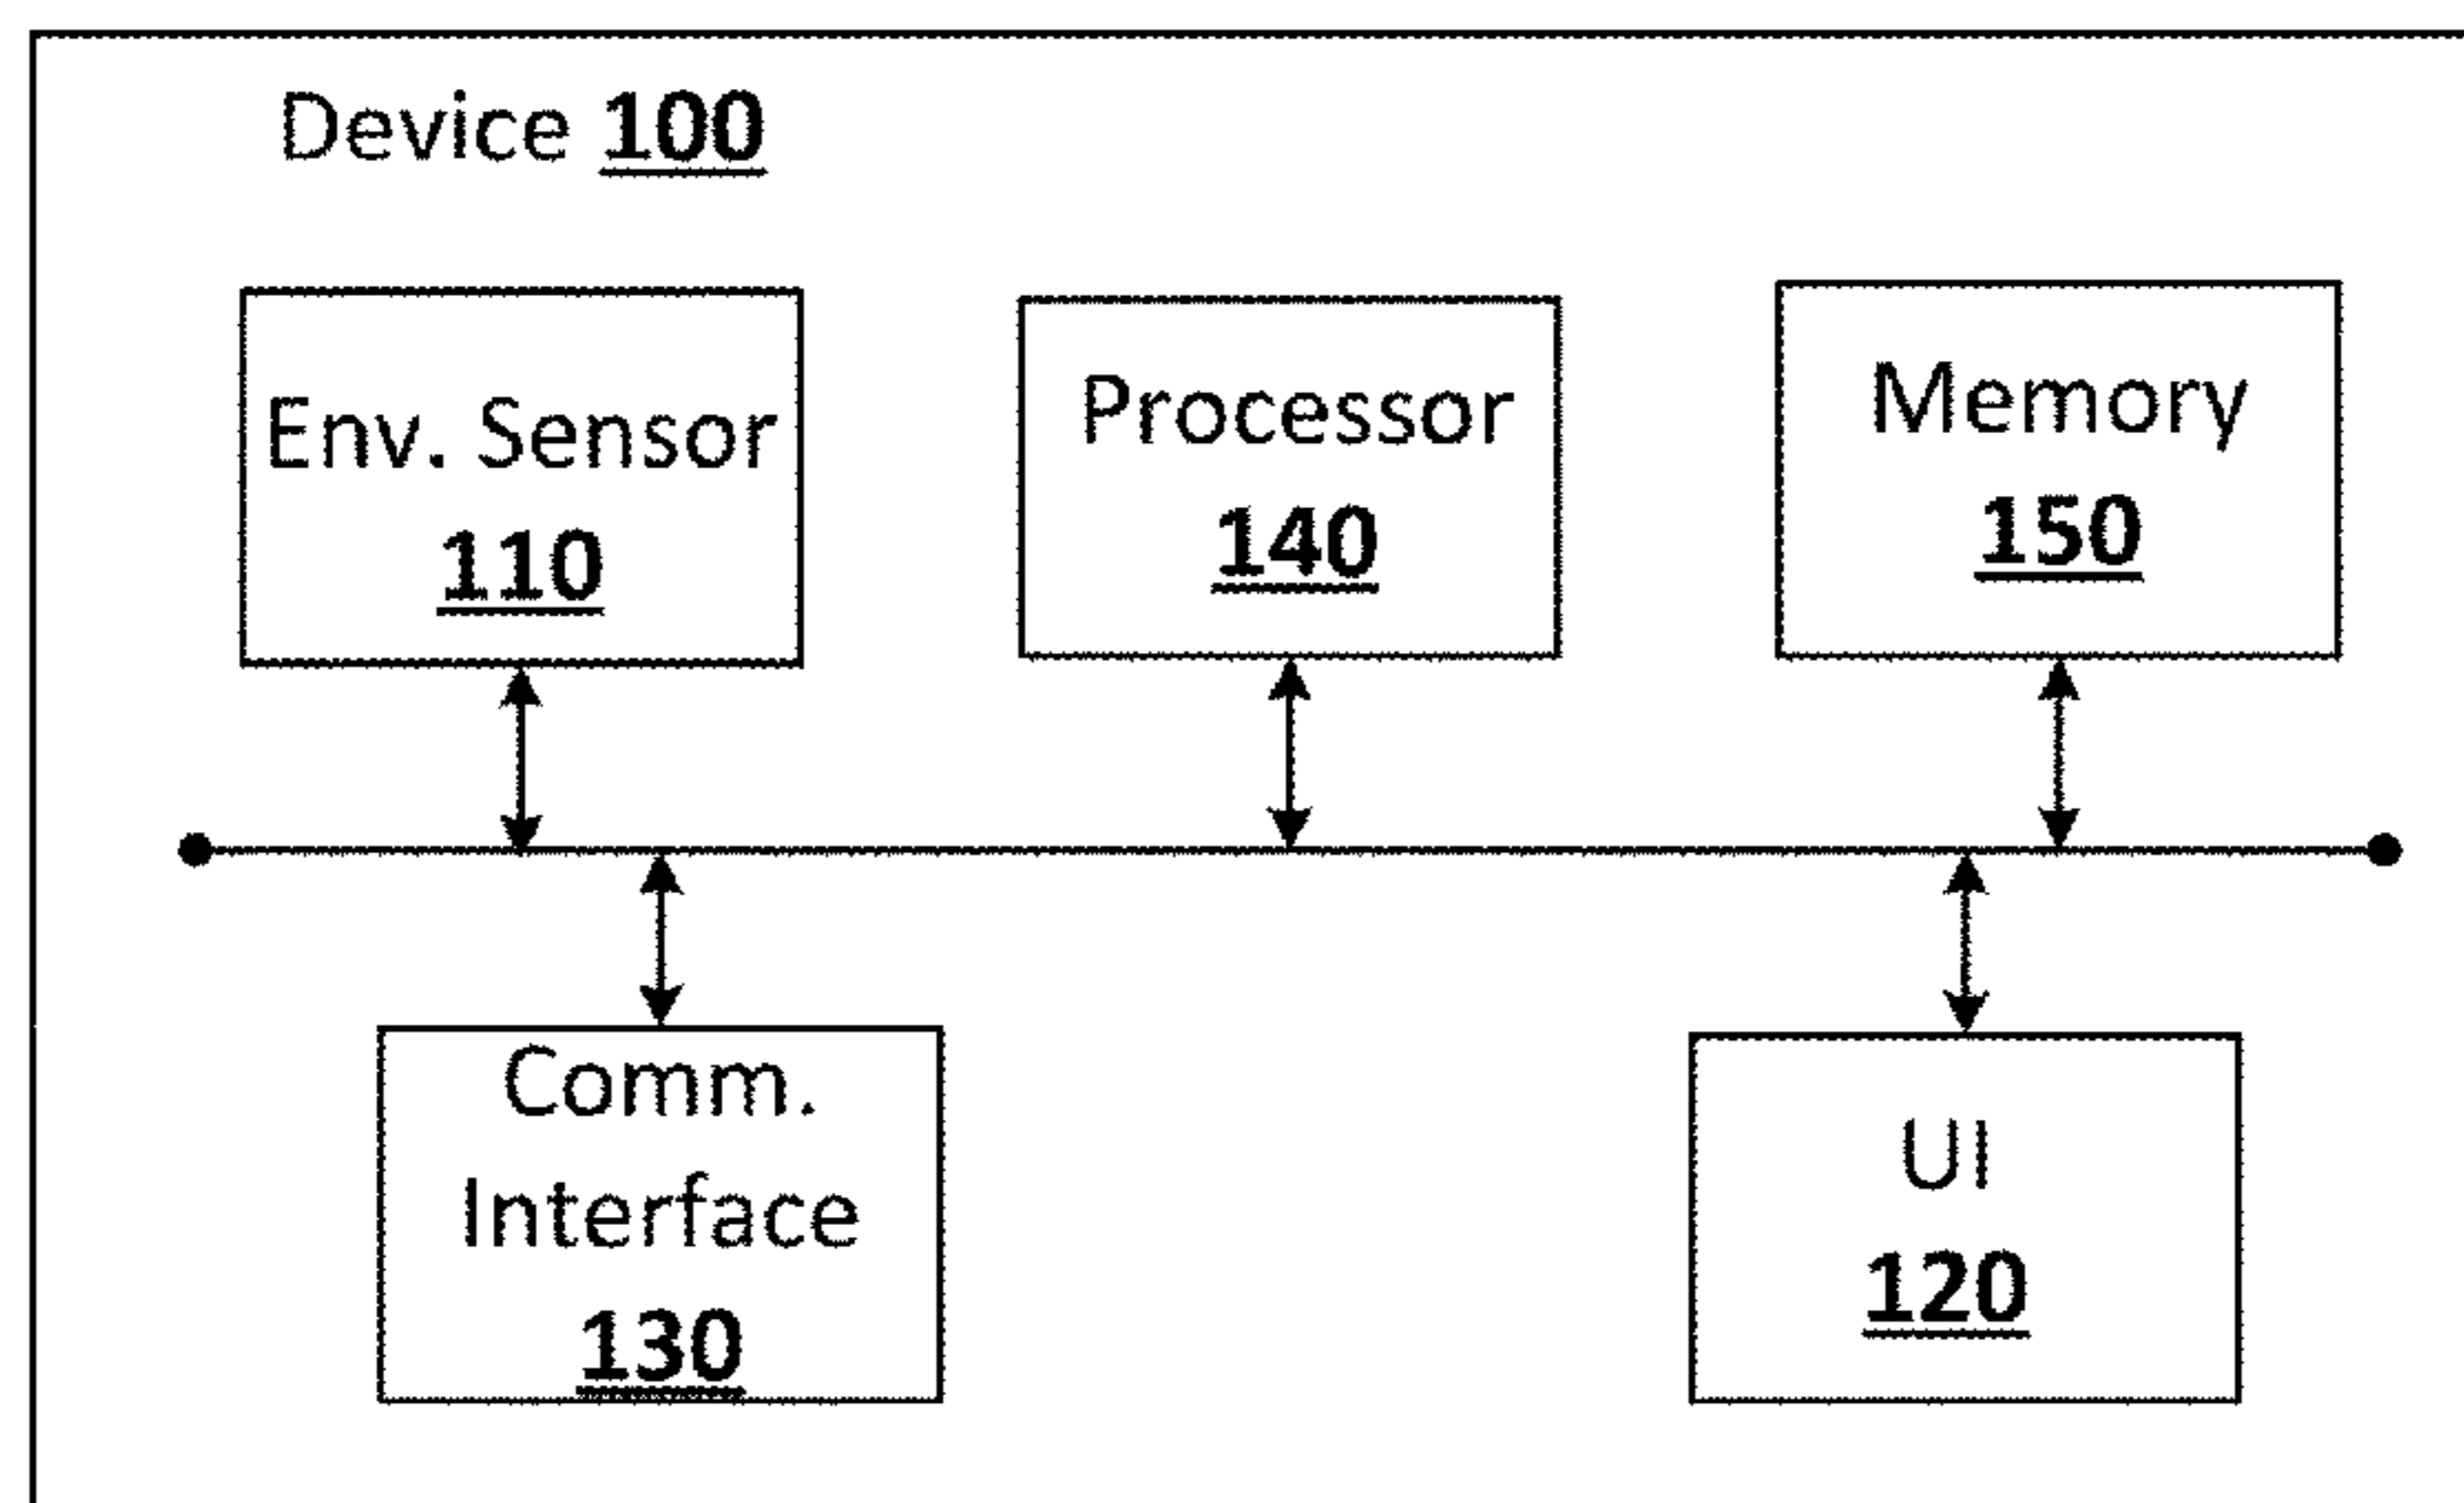 Device 100
Env. Sensor
110
Processor
140
Memory
150
Comm.
Interface
130
UI
120